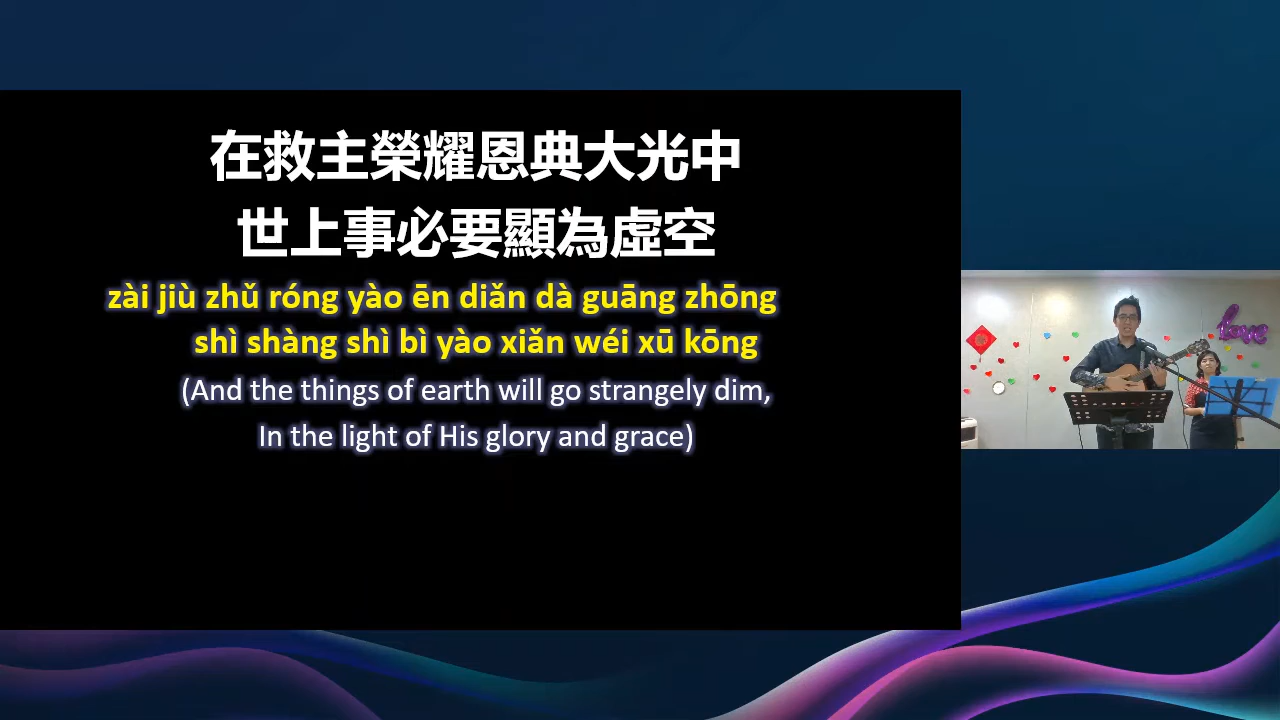 在救主榮耀恩典大光中
世上事必要顯為虛空
zài jiù zhǔ róng yào ēn diǎn dà guāng zhōng
shì shàng shì bì yào xiǎn wéi xū kōng
(And the things of earth will go strangely dim,
In the light of His glory and grace)
love